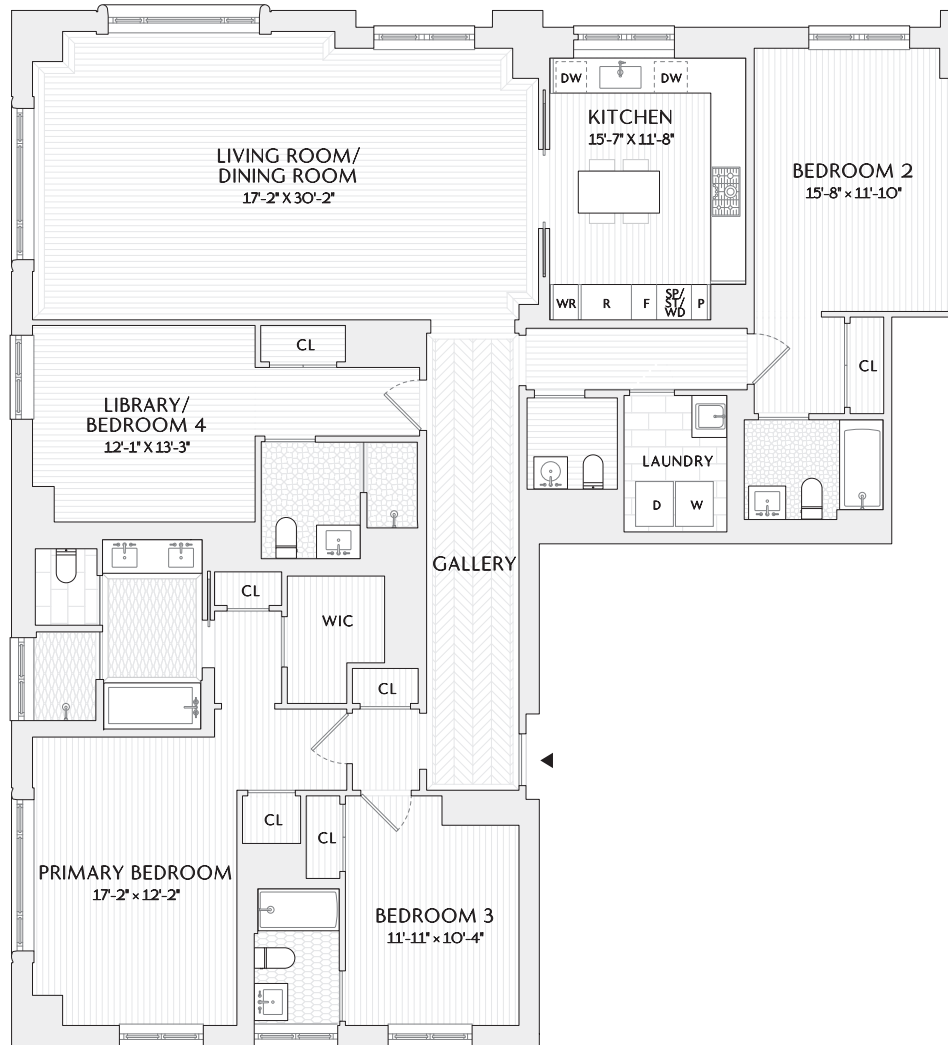 DW
DW
KITCHEN
15'-7" X 11'-8"
LIVING ROOM/
DINING ROOM
17'-2" X 30'-2"
BEDROOM 2
15'-8" × 11'-10"
WR
R
F
SP/
ST/
WD
P
CL
CL
LIBRARY/
BEDROOM 4
12'-1" X 13'-3"
LAUNDRY
D
W
GALLERY
CL
WIC
CL
CL
CL
PRIMARY BEDROOM
17'-2" × 12'-2"
BEDROOM 3
11'-11" × 10'-4"